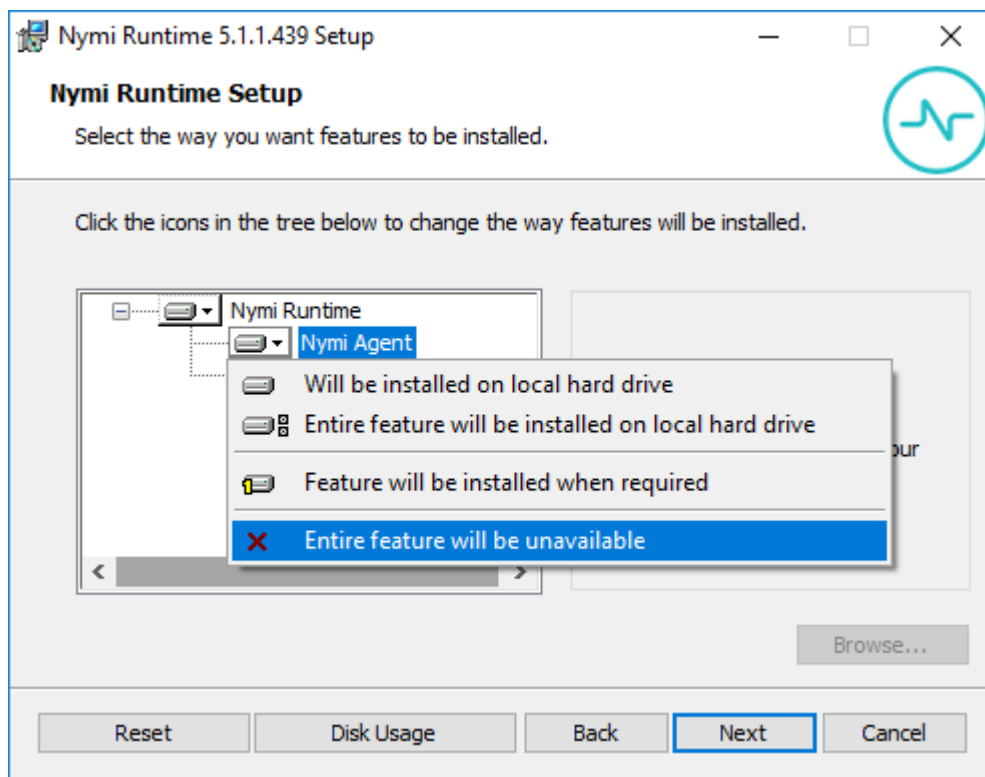 Nymi Runtime 5.1.1.439 Setup
Nymi Runtime Setup
Select the way you want features to be installed.
Click the icons in the tree below to change the way features will be installed.
Nymi Runtime
Nymi Agent
Will be installed on local hard drive
Entire feature will be installed on local hard drive
Feature will be installed when required
Entire feature will be unavailable
Browse...
Reset Disk Usage Back Next Cancel